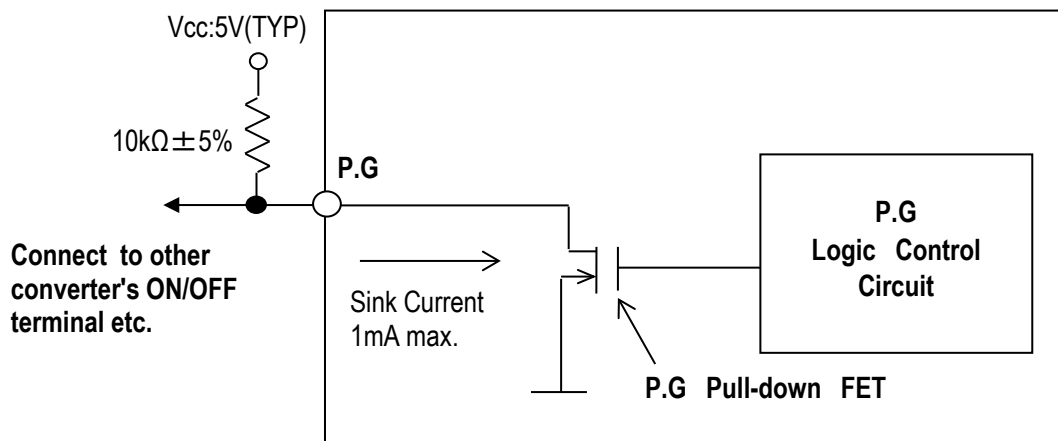 Vcc:5V(TYP)
10kΩ±5%
P.G
Connect to other
converter's ON/OFF
terminal etc.
Sink Current
1mA max.
P.G
Logic Control
Circuit
P.G Pull-down FET